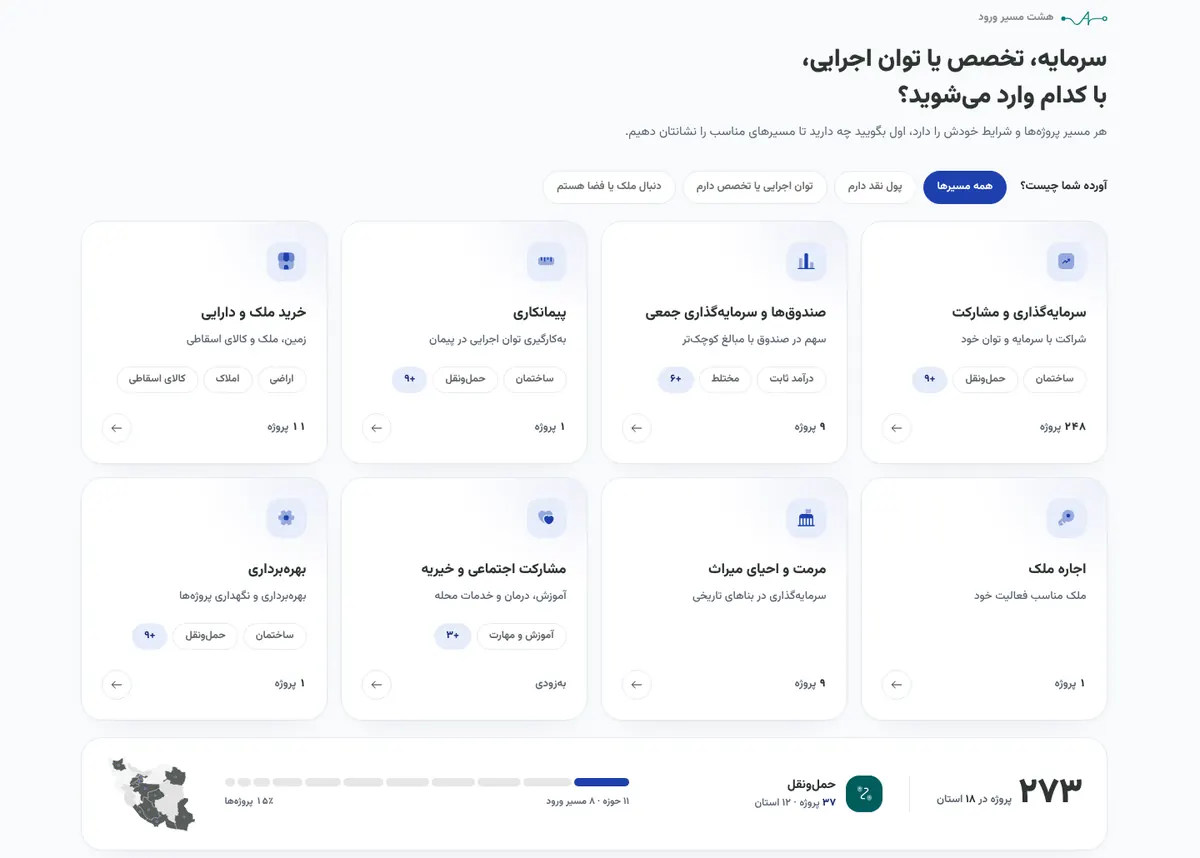 هشت مسیر ورود
سرمایه، تخصص یا توان اجرایی،
با کدام وارد می‌شوید؟
هر مسیر پروژه‌ها و شرایط خودش را دارد، اول بگویید چه دارید تا مسیرهای مناسب را نشانتان دهیم.
آورده شما چیست؟
همه مسیرها
پول نقد دارم
توان اجرایی یا تخصص دارم
دنبال ملک یا فضا هستم
سرمایه‌گذاری و مشارکت
شراکت با سرمایه و توان خود
ساختمان
حمل‌ونقل
+۹
۲۴۸ پروژه
صندوق‌ها و سرمایه‌گذاری جمعی
سهم در صندوق با مبالغ کوچک‌تر
درآمد ثابت
مختلط
+۶
۹ پروژه
پیمانکاری
به‌کارگیری توان اجرایی در پیمان
ساختمان
حمل‌ونقل
+۹
۱ پروژه
خرید ملک و دارایی
زمین، ملک و کالای اسقاطی
اراضی
املاک
کالای اسقاطی
۱۱ پروژه
اجاره ملک
ملک مناسب فعالیت خود
۱ پروژه
مرمت و احیای میراث
سرمایه‌گذاری در بناهای تاریخی
۹ پروژه
مشارکت اجتماعی و خیریه
آموزش، درمان و خدمات محله
آموزش و مهارت
+۳
به‌زودی
بهره‌برداری
بهره‌برداری و نگهداری پروژه‌ها
ساختمان
حمل‌ونقل
+۹
۱ پروژه
۲۷۳ پروژه در ۱۸ استان
حمل‌ونقل
۳۷ پروژه · ۱۲ استان
۱۱ حوزه · ۸ مسیر ورود
۱۵٪ پروژه‌ها